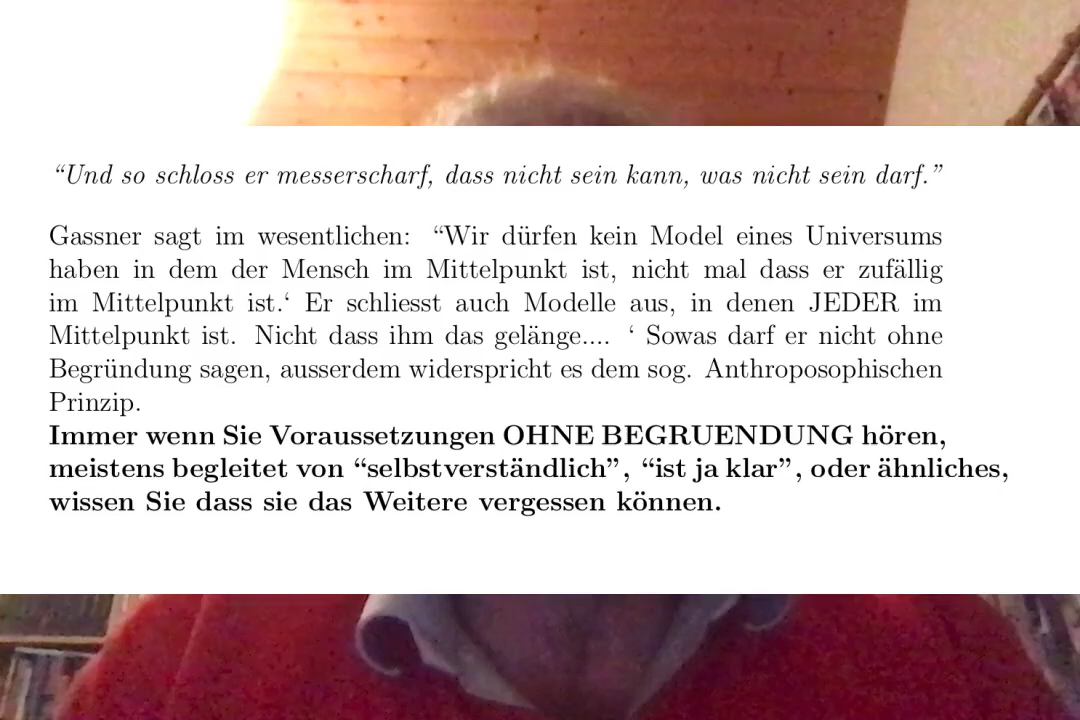 “Und so schloss er messerscharf, dass nicht sein kann, was nicht sein darf.”
Gassner sagt im wesentlichen: “Wir dürfen kein Model eines Universums
haben in dem der Mensch im Mittelpunkt ist, nicht mal dass er zufällig
im Mittelpunkt ist.‘ Er schliesst auch Modelle aus, in denen JEDER im
Mittelpunkt ist. Nicht dass ihm das gelänge.... ‘ Sowas darf er nicht ohne
Begründung sagen, ausserdem widerspricht es dem sog. Anthroposophischen
Prinzip.
Immer wenn Sie Voraussetzungen OHNE BEGRUENDUNG hören,
meistens begleitet von “selbstverständlich”, “ist ja klar”, oder ähnliches,
wissen Sie dass sie das Weitere vergessen können.